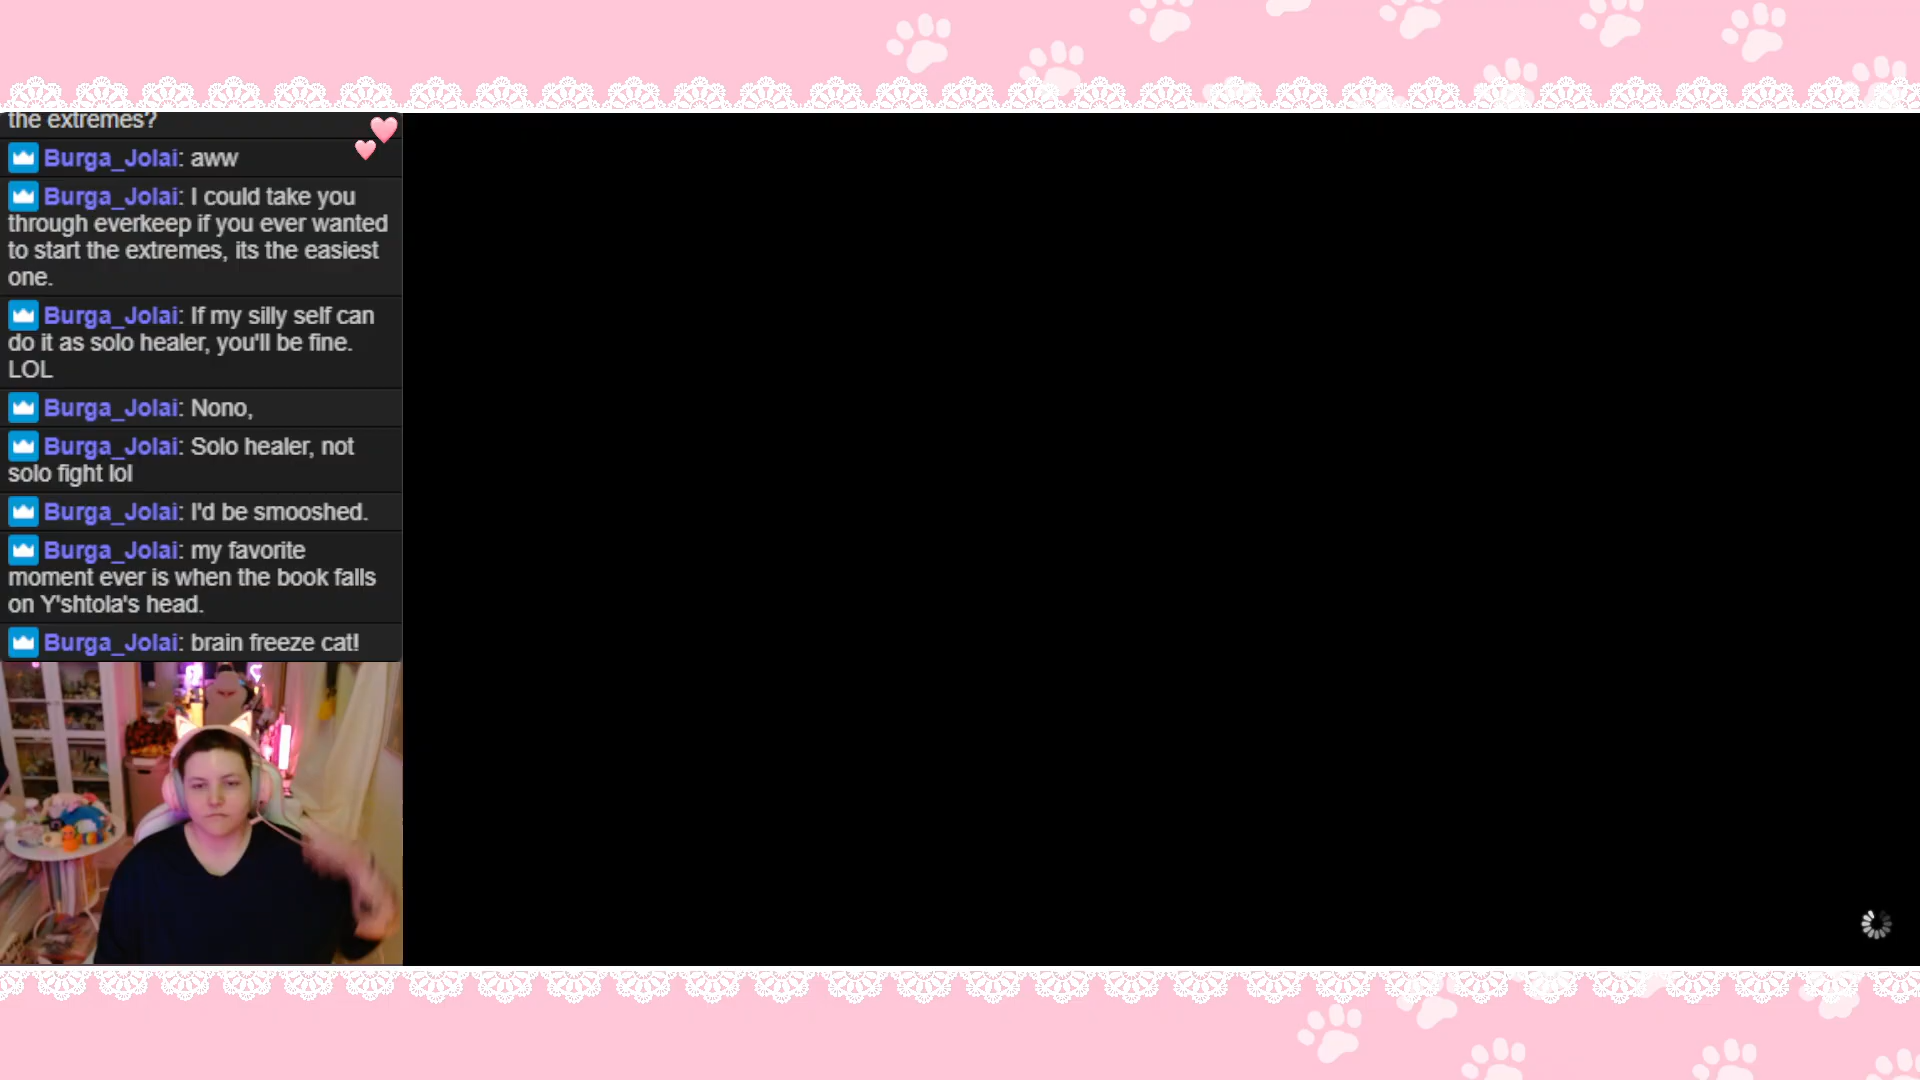 the extremes?
Burga_Jolai: aww
Burga_Jolai: I could take you
through everkeep if you ever wanted
to start the extremes, its the easiest
one.
Burga_Jolai: If my silly self can
do it as solo healer, you'll be fine.
LOL
Burga_Jolai: Nono,
Burga_Jolai: Solo healer, not
solo fight lol
Burga_Jolai: I'd be smooshed.
Burga_Jolai: my favorite
moment ever is when the book falls
on Y'shtola's head.
Burga_Jolai: brain freeze cat!